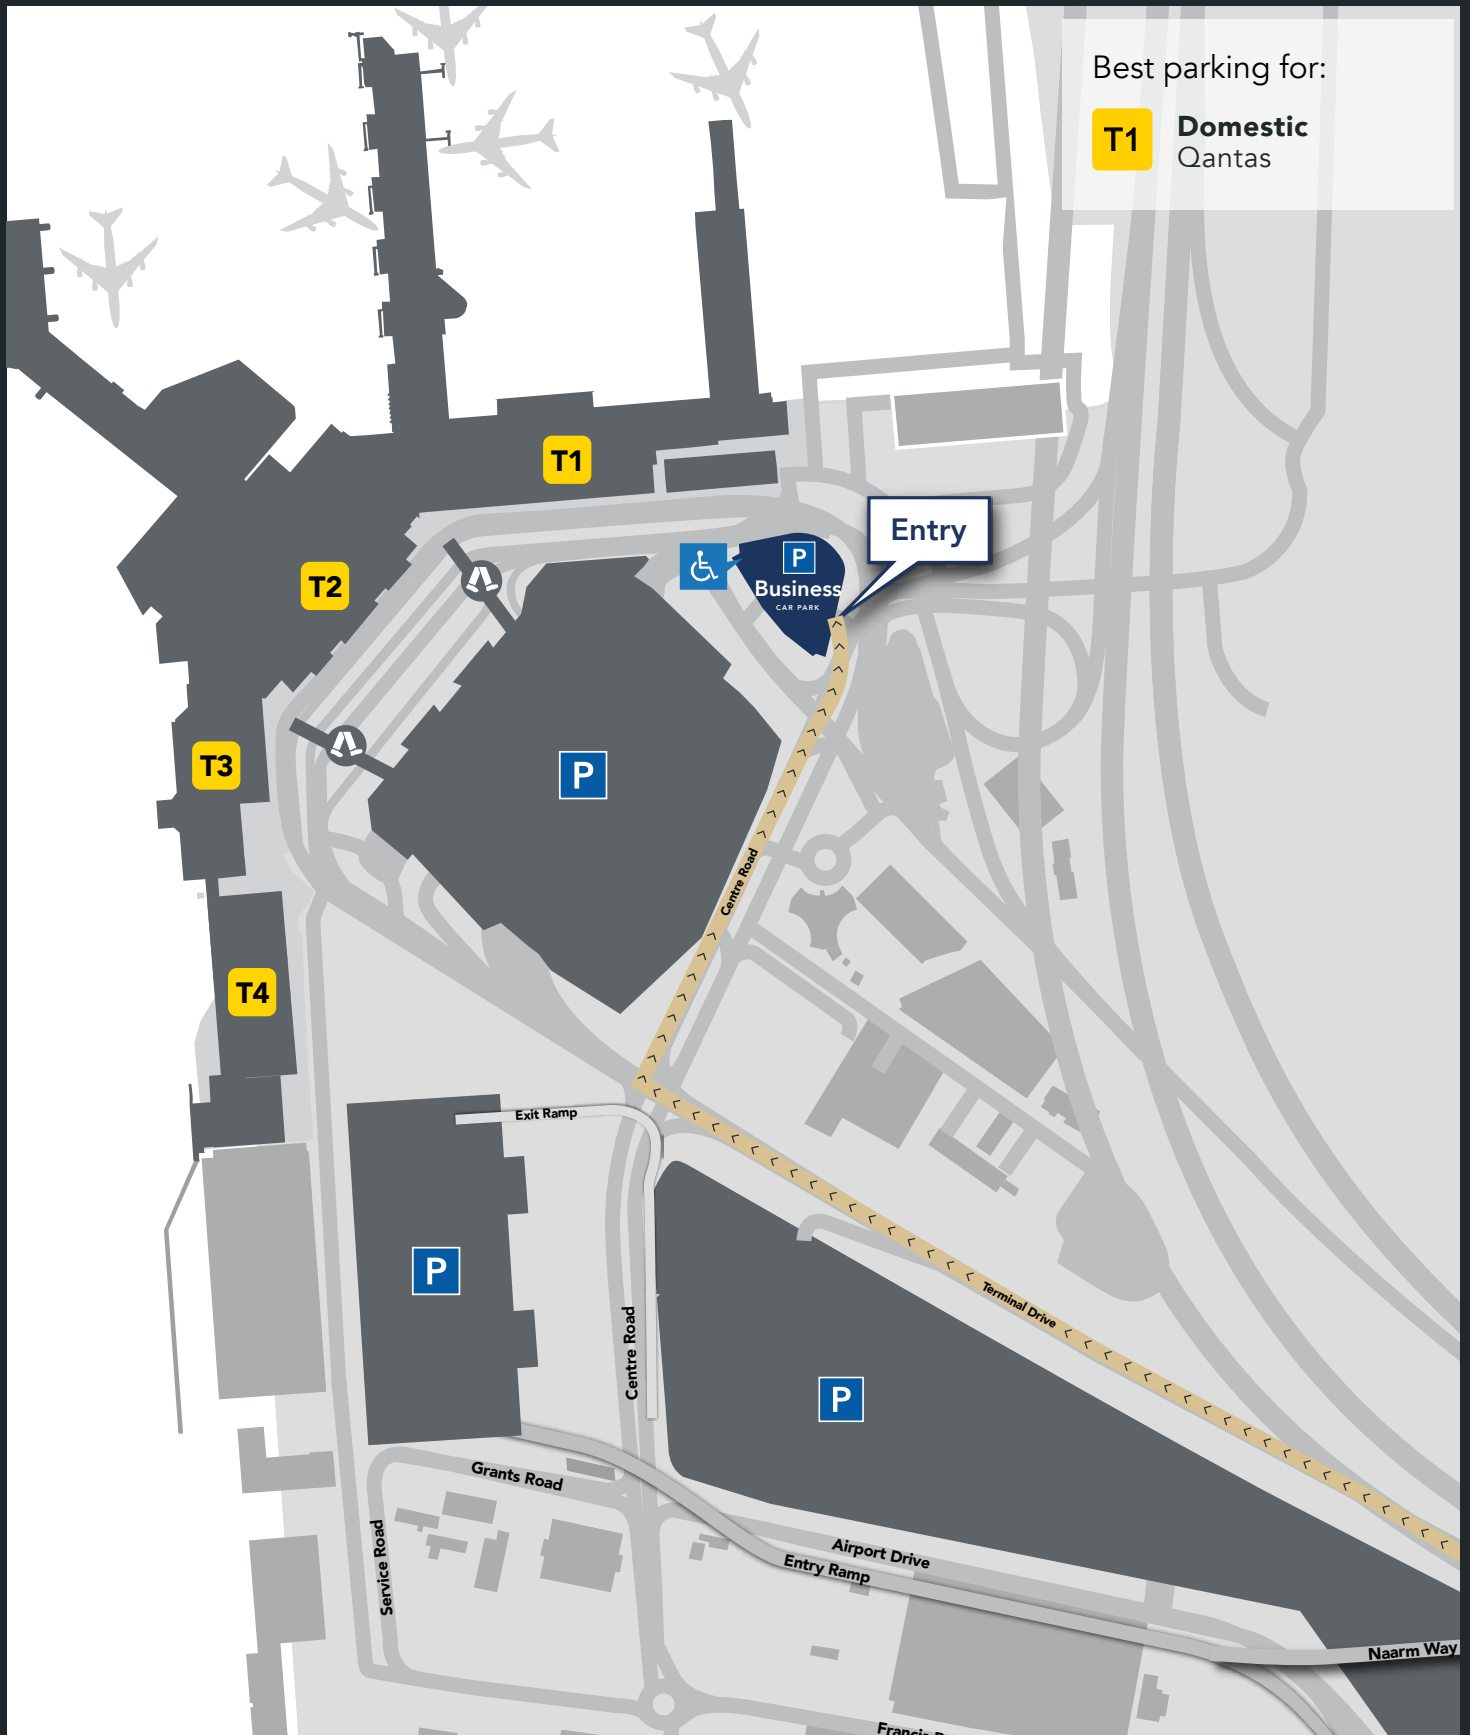 Best parking for:
T1
Domestic
Qantas
T1
Entry
P
Business
CAR PARK
T2
T3
P
Centre Road
T4
Exit Ramp
P
Centre Road
Terminal Drive
P
Grants Road
Service Road
Airport Drive
Entry Ramp
Naarm Way
Francis